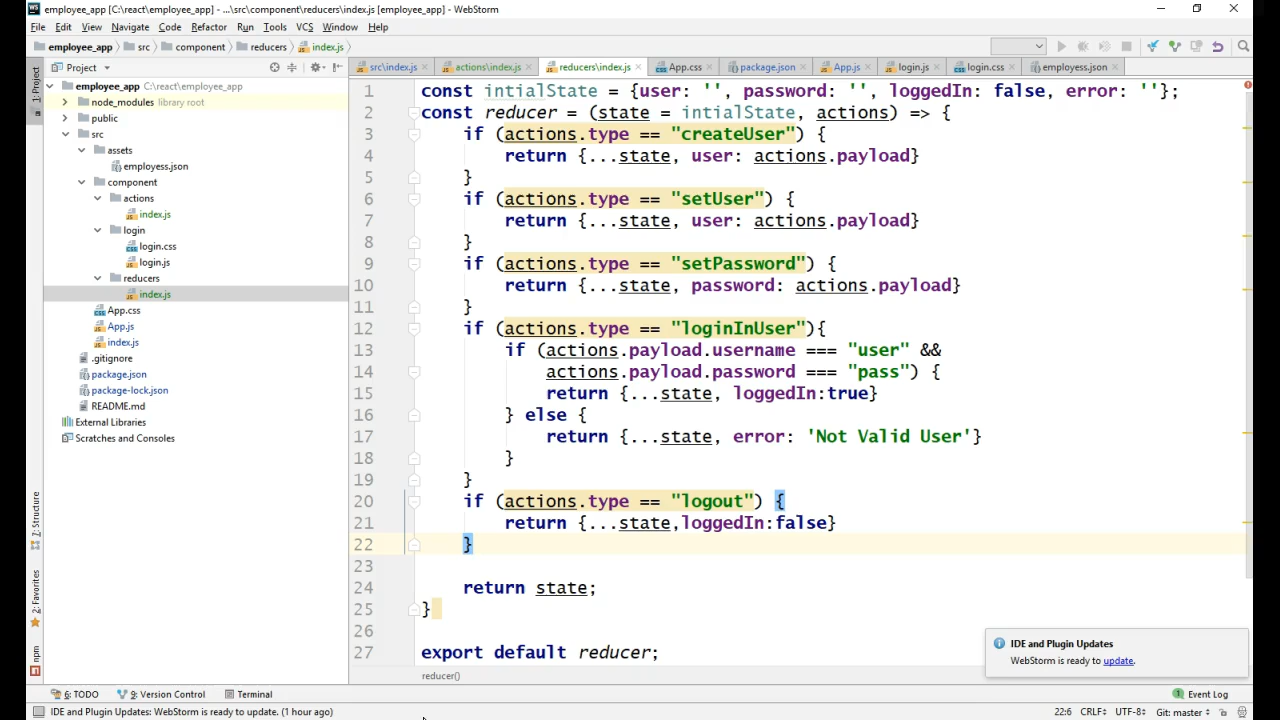 WS employee_app [C:\react\employee_app] - ...\src\component\reducers\index.js [employee_app] - WebStorm
File Edit View Navigate Code Refactor Run Tools VCS Window Help
employee_app src component reducers index.js
Project
src\index.js actions\index.js reducers\index.js App.css package.json App.js login.js login.css employess.json
1: Project
employee_app C:\react\employee_app
node_modules library root
public
src
assets
employess.json
component
actions
index.js
login
login.css
login.js
reducers
index.js
App.css
App.js
index.js
.gitignore
package.json
package-lock.json
README.md
External Libraries
Scratches and Consoles
7: Structure
2: Favorites
npm
1 const intialState = {user: '', password: '', loggedIn: false, error: ''};
2 const reducer = (state = intialState, actions) => {
3 if (actions.type == "createUser") {
4 return {...state, user: actions.payload}
5 }
6 if (actions.type == "setUser") {
7 return {...state, user: actions.payload}
8 }
9 if (actions.type == "setPassword") {
10 return {...state, password: actions.payload}
11 }
12 if (actions.type == "loginInUser"){
13 if (actions.payload.username === "user" &&
14 actions.payload.password === "pass") {
15 return {...state, loggedIn:true}
16 } else {
17 return {...state, error: 'Not Valid User'}
18 }
19 }
20 if (actions.type == "logout") {
21 return {...state,loggedIn:false}
22 }
23
24 return state;
25 }
26
27 export default reducer;
reducer()
IDE and Plugin Updates
WebStorm is ready to update.
6: TODO 9: Version Control Terminal 1 Event Log
IDE and Plugin Updates: WebStorm is ready to update. (1 hour ago) 22:6 CRLF UTF-8 Git: master